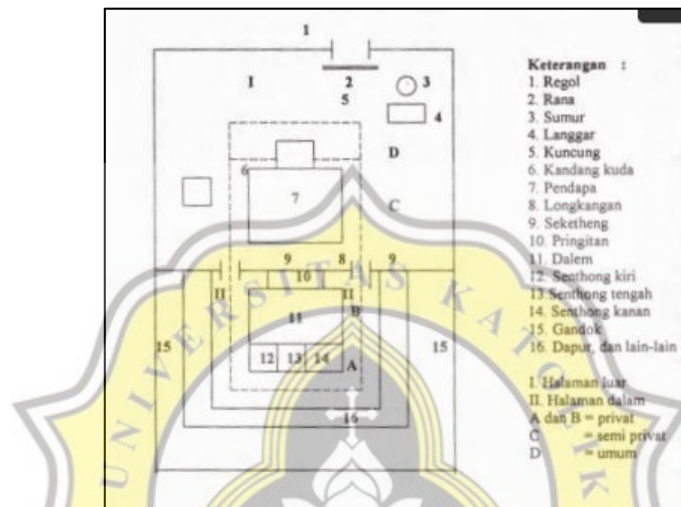 1
I 2 3
5
4
D
6
7 C
9 8 9
II 10 II
11 B
15 15
12 13 14 A
16
Keterangan :
1. Regol
2. Rana
3. Sumur
4. Langgar
5. Kuncung
6. Kandang kuda
7. Pendapa
8. Longkangan
9. Seketheng
10. Pringitan
11. Dalem
12. Senthong kiri
13 Senthong tengah
14. Senthong kanan
15. Gandok
16. Dapur, dan lain-lain
I. Halaman luar
II. Halaman dalam
A dan B = privat
C = semi privat
D = umum
UNIVERSITAS KATOLIK